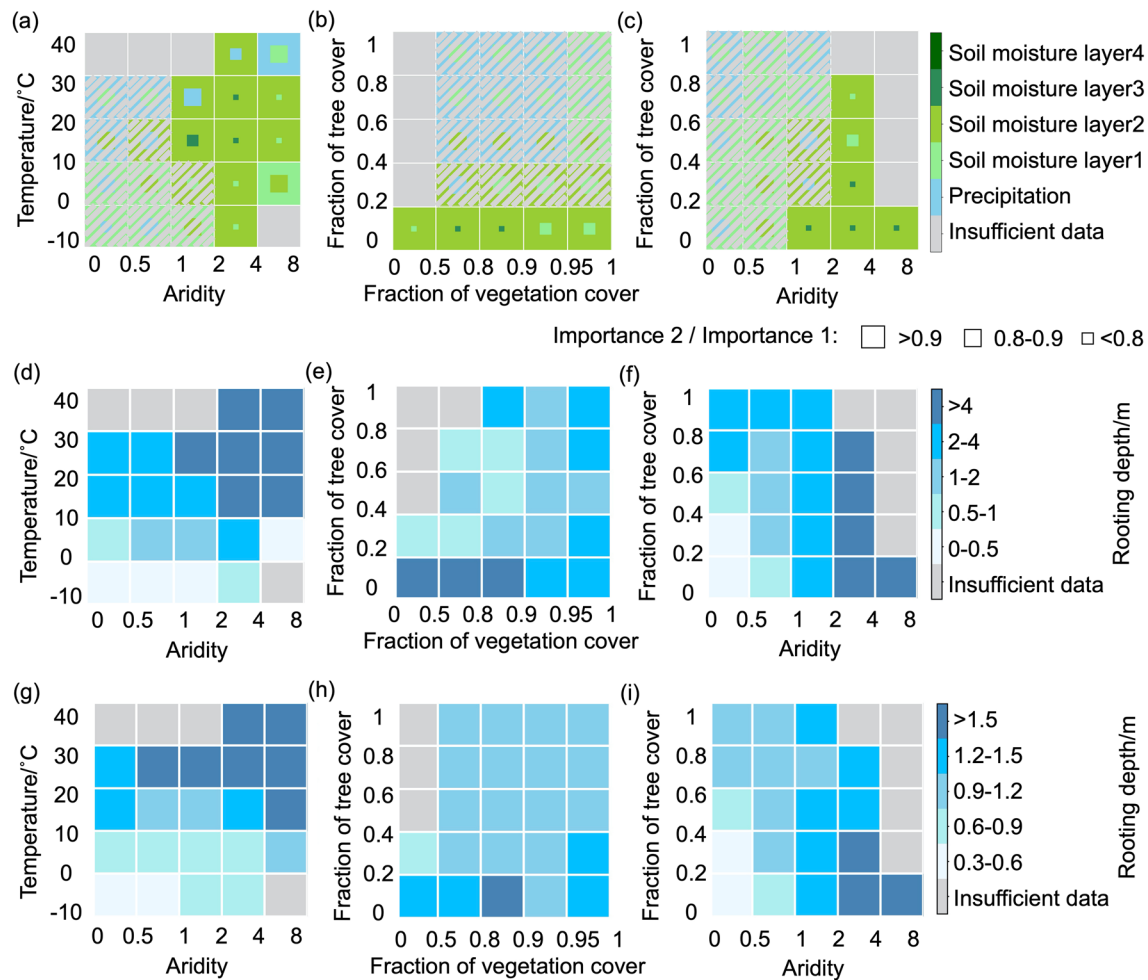 (a)
Temperature/°C
40
30
20
10
0
-10
0 0.5 1 2 4 8
Aridity
(b)
Fraction of tree cover
1
0.8
0.6
0.4
0.2
0
0 0.5 0.8 0.9 0.95 1
Fraction of vegetation cover
(c)
Fraction of tree cover
1
0.8
0.6
0.4
0.2
0
0 0.5 1 2 4 8
Aridity
Soil moisture layer4
Soil moisture layer3
Soil moisture layer2
Soil moisture layer1
Precipitation
Insufficient data
Importance 2 / Importance 1: >0.9 0.8-0.9 <0.8
(d)
Temperature/°C
40
30
20
10
0
-10
0 0.5 1 2 4 8
Aridity
(e)
Fraction of tree cover
1
0.8
0.6
0.4
0.2
0
0 0.5 0.8 0.9 0.95 1
Fraction of vegetation cover
(f)
Fraction of tree cover
1
0.8
0.6
0.4
0.2
0
0 0.5 1 2 4 8
Aridity
>4
2-4
1-2
0.5-1
0-0.5
Insufficient data
Rooting depth/m
(g)
Temperature/°C
40
30
20
10
0
-10
0 0.5 1 2 4 8
Aridity
(h)
Fraction of tree cover
1
0.8
0.6
0.4
0.2
0
0 0.5 0.8 0.9 0.95 1
Fraction of vegetation cover
(i)
Fraction of tree cover
1
0.8
0.6
0.4
0.2
0
0 0.5 1 2 4 8
Aridity
>1.5
1.2-1.5
0.9-1.2
0.6-0.9
0.3-0.6
Insufficient data
Rooting depth/m